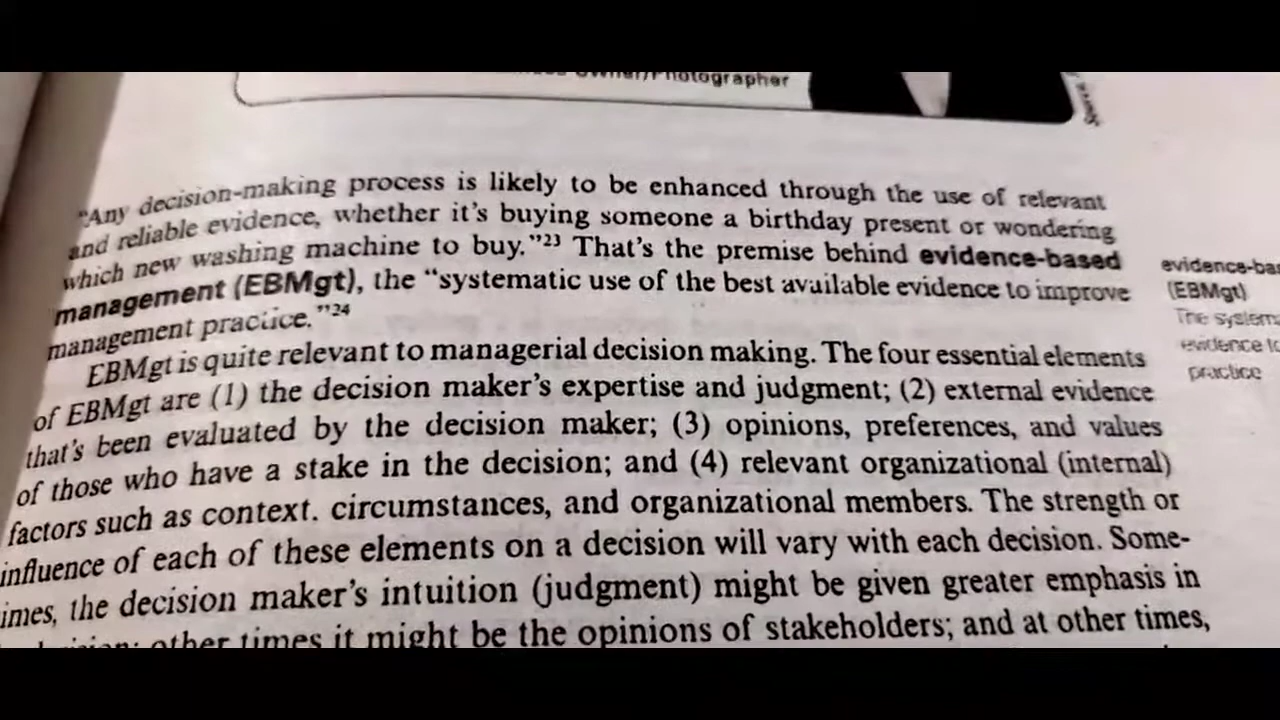 Owner/Photographer
"Any decision-making process is likely to be enhanced through the use of relevant
and reliable evidence, whether it's buying someone a birthday present or wondering
which new washing machine to buy."23 That's the premise behind evidence-based
management (EBMgt), the "systematic use of the best available evidence to improve
management practice."24
EBMgt is quite relevant to managerial decision making. The four essential elements
of EBMgt are (1) the decision maker's expertise and judgment; (2) external evidence
that's been evaluated by the decision maker; (3) opinions, preferences, and values
of those who have a stake in the decision; and (4) relevant organizational (internal)
factors such as context. circumstances, and organizational members. The strength or
influence of each of these elements on a decision will vary with each decision. Some-
imes, the decision maker's intuition (judgment) might be given greater emphasis in
other times it might be the opinions of stakeholders; and at other times,
evidence-ba
(EBMgt)
The system
evidence to
practice